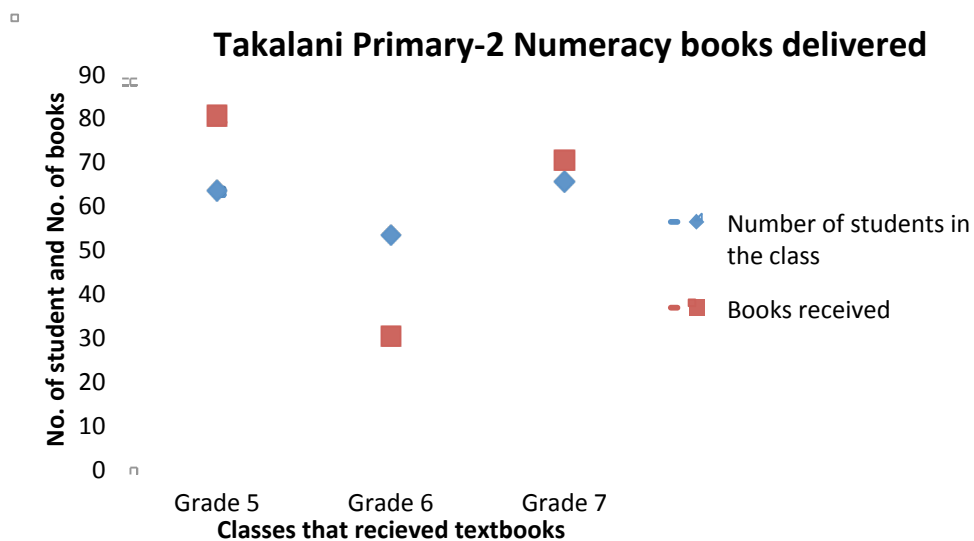 Takalani Primary-2 Numeracy books delivered
No. of student and No. of books
90
80
70
60
50
40
30
20
10
0
Grade 5 Grade 6 Grade 7
Classes that recieved textbooks
Number of students in
the class
Books received